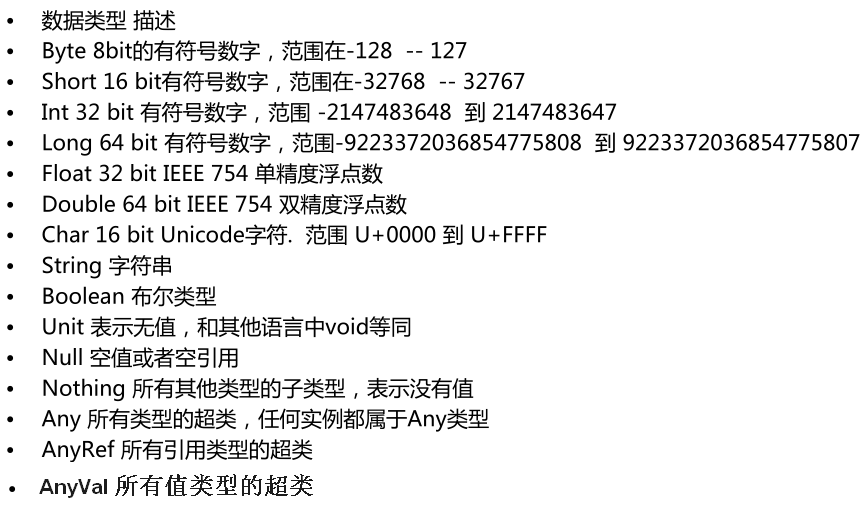 • 数据类型 描述
• Byte 8bit的有符号数字，范围在-128 -- 127
• Short 16 bit有符号数字，范围在-32768 -- 32767
• Int 32 bit 有符号数字，范围 -2147483648 到 2147483647
• Long 64 bit 有符号数字，范围-9223372036854775808 到 9223372036854775807
• Float 32 bit IEEE 754 单精度浮点数
• Double 64 bit IEEE 754 双精度浮点数
• Char 16 bit Unicode字符. 范围 U+0000 到 U+FFFF
• String 字符串
• Boolean 布尔类型
• Unit 表示无值，和其他语言中void等同
• Null 空值或者空引用
• Nothing 所有其他类型的子类型，表示没有值
• Any 所有类型的超类，任何实例都属于Any类型
• AnyRef 所有引用类型的超类
• AnyVal 所有值类型的超类